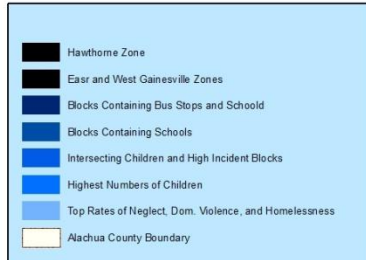 Hawthorne Zone
Easr and West Gainesville Zones
Blocks Containing Bus Stops and Schoold
Blocks Containing Schools
Intersecting Children and High Incident Blocks
Highest Numbers of Children
Top Rates of Neglect, Dom. Violence, and Homelessness
Alachua County Boundary